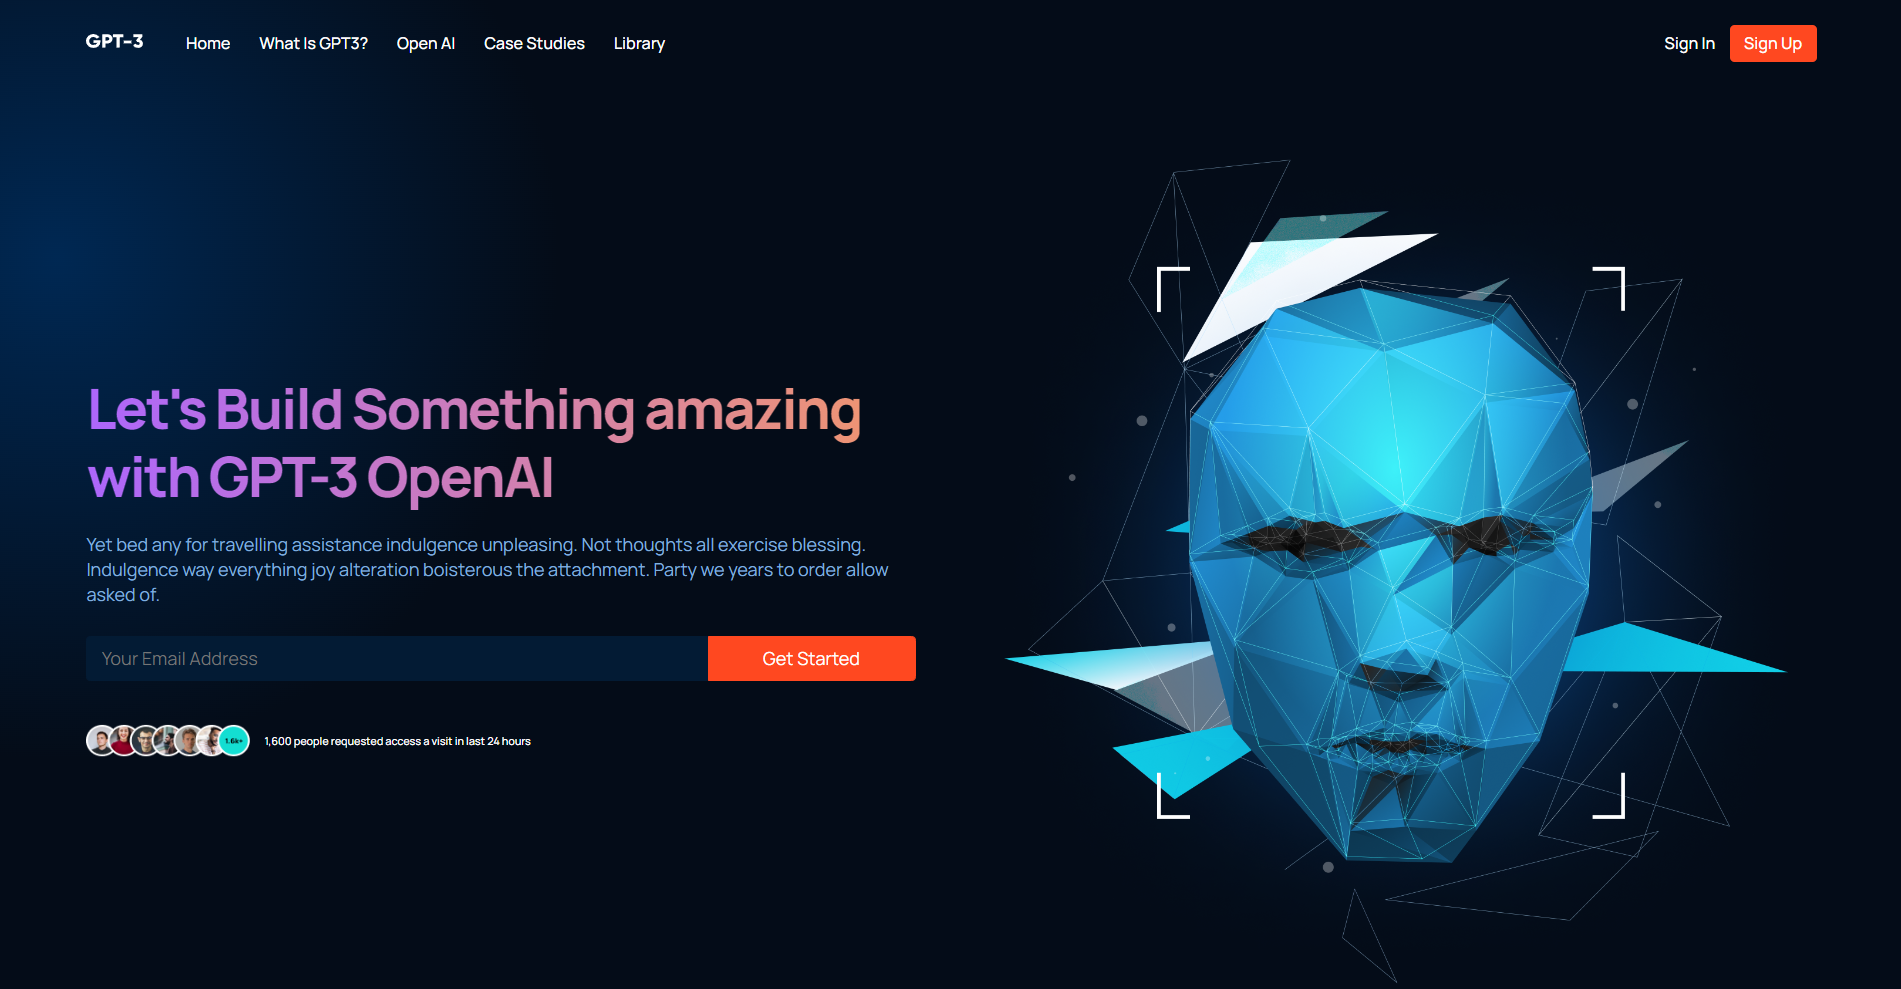 GPT-3 Home What Is GPT3? Open AI Case Studies Library Sign In Sign Up
Let's Build Something amazing
with GPT-3 OpenAI
Yet bed any for travelling assistance indulgence unpleasing. Not thoughts all exercise blessing.
Indulgence way everything joy alteration boisterous the attachment. Party we years to order allow
asked of.
Your Email Address Get Started
1.6k+ 1,600 people requested access a visit in last 24 hours